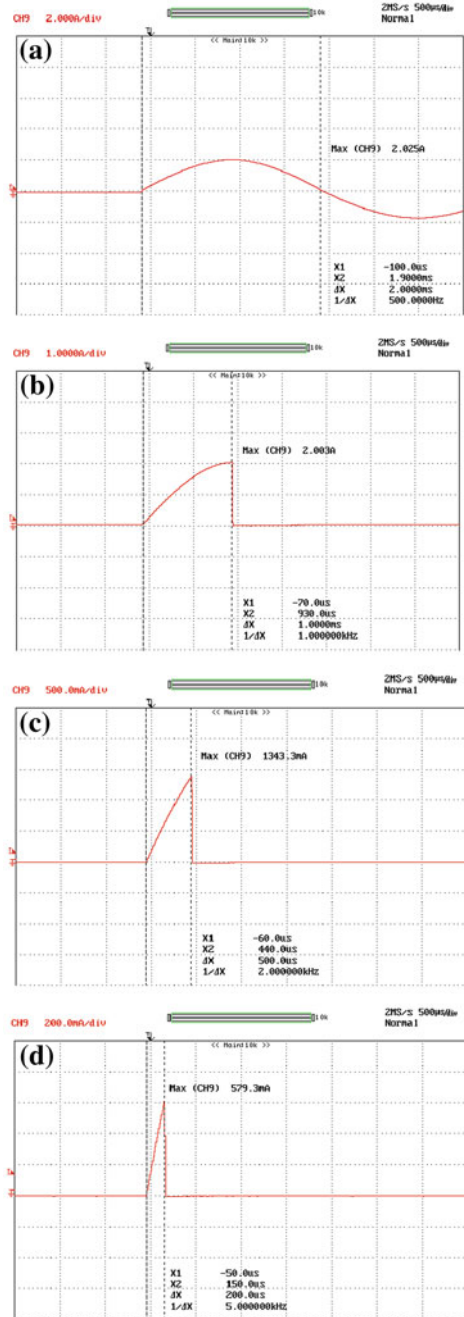 CH9 2.000A/div
10k
2MS/s 500μs/div
Normal
(a)
<< Main:10k >>
Max (CH9) 2.025A
X1 -100.0us
X2 1.9000ms
ΔX 2.0000ms
1/ΔX 500.0000Hz
CH9 1.0000A/div
10k
2MS/s 500μs/div
Normal
(b)
<< Main:10k >>
Max (CH9) 2.003A
X1 -70.0us
X2 930.0us
ΔX 1.0000ms
1/ΔX 1.000000kHz
CH9 500.0mA/div
10k
2MS/s 500μs/div
Normal
(c)
<< Main:10k >>
Max (CH9) 1343.3mA
X1 -60.0us
X2 440.0us
ΔX 500.0us
1/ΔX 2.000000kHz
CH9 200.0mA/div
10k
2MS/s 500μs/div
Normal
(d)
<< Main:10k >>
Max (CH9) 579.3mA
X1 -50.0us
X2 150.0us
ΔX 200.0us
1/ΔX 5.000000kHz